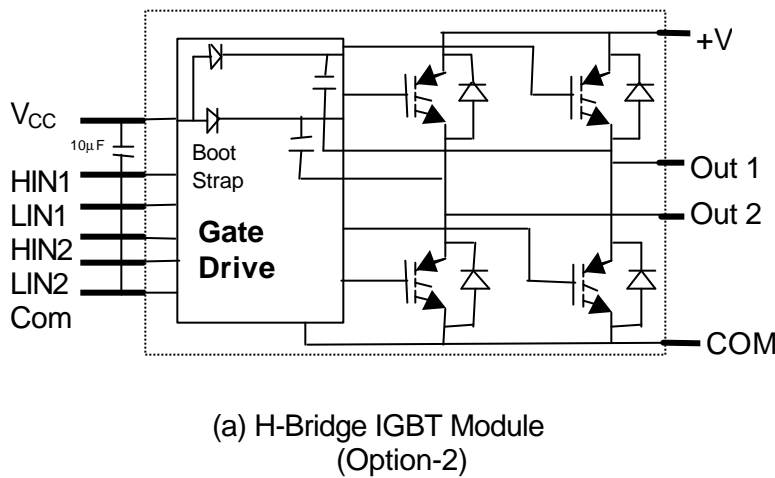 +V
V_CC
10μF
HIN1
LIN1
HIN2
LIN2
Com
Boot
Strap
Gate
Drive
Out 1
Out 2
COM
(a) H-Bridge IGBT Module
(Option-2)